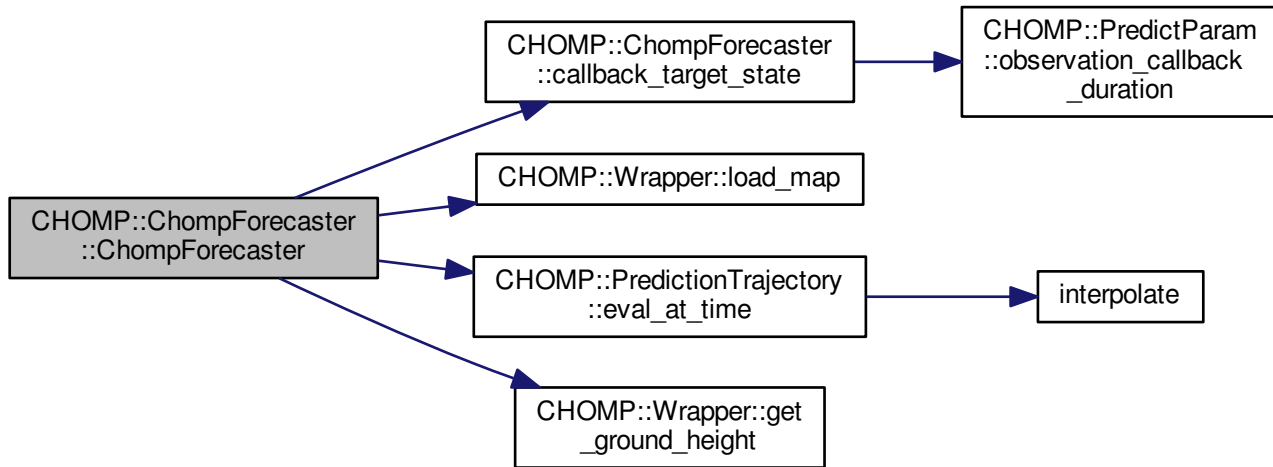 CHOMP::ChompForecaster
::callback_target_state
CHOMP::PredictParam
::observation_callback
_duration
CHOMP::Wrapper::load_map
CHOMP::ChompForecaster
::ChompForecaster
CHOMP::PredictionTrajectory
::eval_at_time
interpolate
CHOMP::Wrapper::get
_ground_height